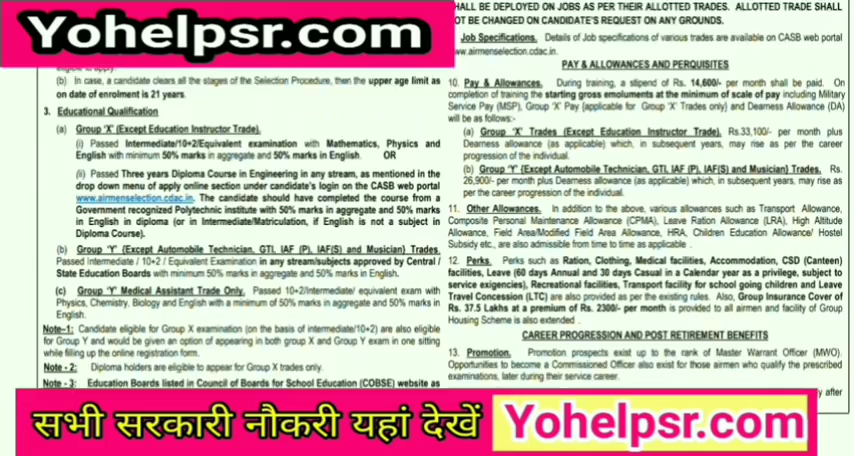 Yohelpsr.com
(b) In case, a candidate clears all the stages of the Selection Procedure, then the upper age limit as
on date of enrolment is 21 years.
3. Educational Qualification
(a) Group 'X' (Except Education Instructor Trade).
(i) Passed Intermediate/10+2/Equivalent examination with Mathematics, Physics and
English with minimum 50% marks in aggregate and 50% marks in English. OR
(ii) Passed Three years Diploma Course in Engineering in any stream, as mentioned in the
drop down menu of apply online section under candidate's login on the CASB web portal
www.airmenselection.cdac.in. The candidate should have completed the course from a
Government recognized Polytechnic institute with 50% marks in aggregate and 50% marks
in English in diploma (or in Intermediate/Matriculation, if English is not a subject in
Diploma Course).
(b) Group 'Y' {Except Automobile Technician, GTI, IAF (P), IAF(S) and Musician} Trades.
Passed Intermediate / 10+2 / Equivalent Examination in any stream/subjects approved by Central /
State Education Boards with minimum 50% marks in aggregate and 50% marks in English.
(c) Group 'Y' Medical Assistant Trade Only. Passed 10+2/Intermediate/ equivalent exam with
Physics, Chemistry, Biology and English with a minimum of 50% marks in aggregate and 50% marks in
English.
Note-1: Candidate eligible for Group X examination (on the basis of intermediate/10+2) are also eligible
for Group Y and would be given an option of appearing in both group X and Group Y exam in one sitting
while filling up the online registration form.
Note - 2: Diploma holders are eligible to appear for Group X trades only.
Note - 3: Education Boards listed in Council of Boards for School Education (COBSE) website as
HALL BE DEPLOYED ON JOBS AS PER THEIR ALLOTTED TRADES. ALLOTTED TRADE SHALL
OT BE CHANGED ON CANDIDATE'S REQUEST ON ANY GROUNDS.
Job Specifications. Details of Job specifications of various trades are available on CASB web portal
www.airmenselection.cdac.in.
PAY & ALLOWANCES AND PERQUISITES
10. Pay & Allowances. During training, a stipend of Rs. 14,600/- per month shall be paid. On
completion of training the starting gross emoluments at the minimum of scale of pay including Military
Service Pay (MSP), Group 'X' Pay {applicable for Group 'X' Trades only} and Dearness Allowance (DA)
will be as follows:-
(a) Group 'X' Trades (Except Education Instructor Trade). Rs.33,100/- per month plus
Dearness allowance (as applicable) which, in subsequent years, may rise as per the career
progression of the individual.
(b) Group 'Y' {Except Automobile Technician, GTI, IAF (P), IAF(S) and Musician} Trades. Rs.
26,900/- per month plus Dearness allowance (as applicable) which, in subsequent years, may rise as
per the career progression of the individual.
11. Other Allowances. In addition to the above, various allowances such as Transport Allowance,
Composite Personal Maintenance Allowance (CPMA), Leave Ration Allowance (LRA), High Altitude
Allowance, Field Area/Modified Field Area Allowance, HRA, Children Education Allowance/ Hostel
Subsidy etc., are also admissible from time to time as applicable .
12. Perks. Perks such as Ration, Clothing, Medical facilities, Accommodation, CSD (Canteen)
facilities, Leave (60 days Annual and 30 days Casual in a Calendar year as a privilege, subject to
service exigencies), Recreational facilities, Transport facility for school going children and Leave
Travel Concession (LTC) are also provided as per the existing rules. Also, Group Insurance Cover of
Rs. 37.5 Lakhs at a premium of Rs. 2300/- per month is provided to all airmen and facility of Group
Housing Scheme is also extended .
CAREER PROGRESSION AND POST RETIREMENT BENEFITS
13. Promotion. Promotion prospects exist up to the rank of Master Warrant Officer (MWO).
Opportunities to become a Commissioned Officer also exist for those airmen who qualify the prescribed
examinations, later during their service career.
y after
सभी सरकारी नौकरी यहां देखें Yohelpsr.com